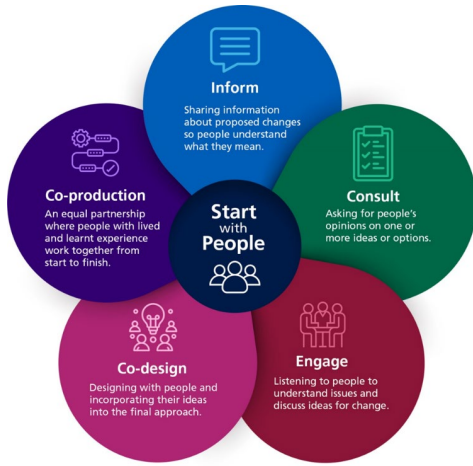 Inform
Sharing information
about proposed changes
so people understand
what they mean.
Consult
Asking for people's
opinions on one or
more ideas or options.
Engage
Listening to people to
understand issues and
discuss ideas for change.
Co-design
Designing with people and
incorporating their ideas
into the final approach.
Co-production
An equal partnership
where people with lived
and learnt experience
work together from
start to finish.
Start
with
People